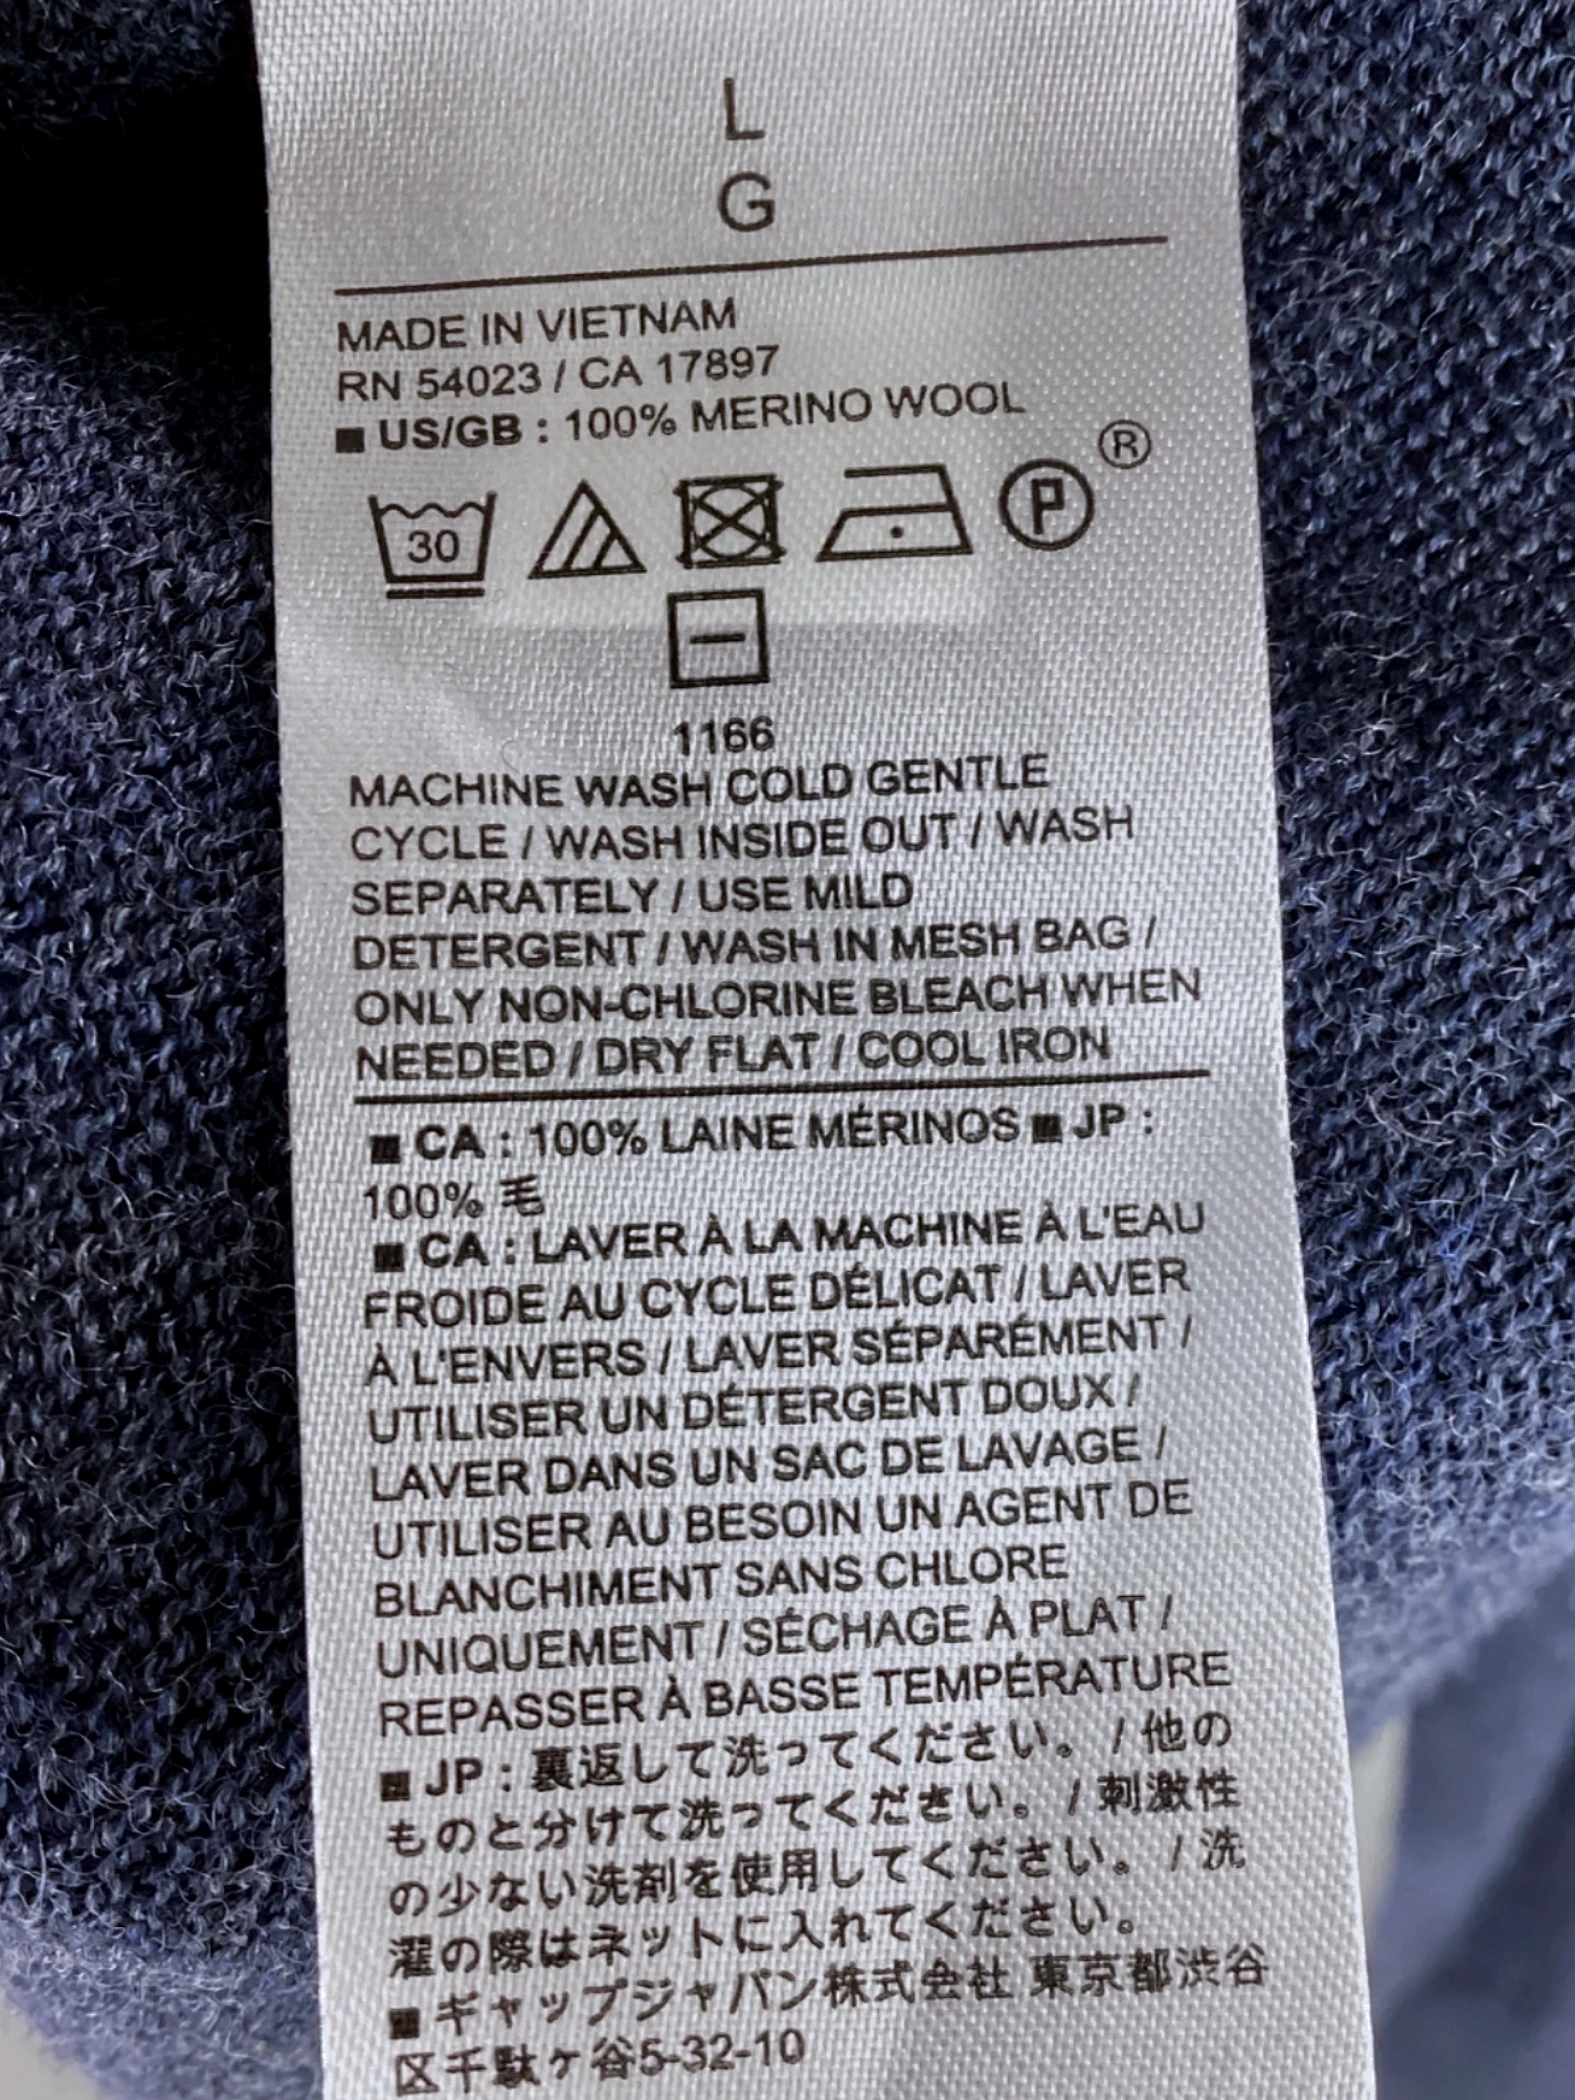 L
G
MADE IN VIETNAM
RN 54023 / CA 17897
■ US/GB : 100% MERINO WOOL
30 P ®
1166
MACHINE WASH COLD GENTLE
CYCLE / WASH INSIDE OUT / WASH
SEPARATELY / USE MILD
DETERGENT / WASH IN MESH BAG /
ONLY NON-CHLORINE BLEACH WHEN
NEEDED / DRY FLAT / COOL IRON
■ CA : 100% LAINE MÉRINOS ■ JP :
100% 毛
■ CA : LAVER À LA MACHINE À L'EAU
FROIDE AU CYCLE DÉLICAT / LAVER
À L'ENVERS / LAVER SÉPARÉMENT /
UTILISER UN DÉTERGENT DOUX /
LAVER DANS UN SAC DE LAVAGE /
UTILISER AU BESOIN UN AGENT DE
BLANCHIMENT SANS CHLORE
UNIQUEMENT / SÉCHAGE À PLAT /
REPASSER À BASSE TEMPÉRATURE
■ JP : 裏返して洗ってください。 / 他の
ものと分けて洗ってください。 / 刺激性
の少ない洗剤を使用してください。 / 洗
濯の際はネットに入れてください。
■ ギャップジャパン株式会社 東京都渋谷
区千駄ヶ谷5-32-10